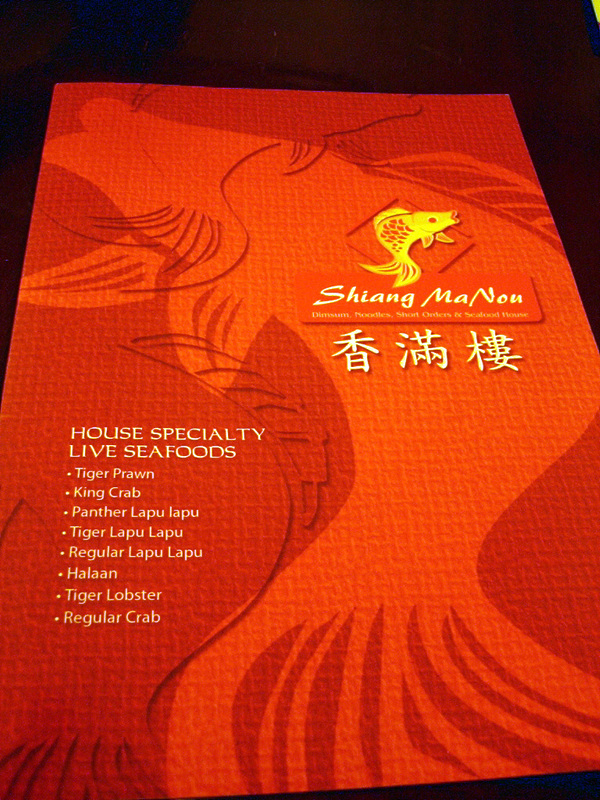 Shiang MaNou
Dimsum, Noodles, Short Orders & Seafood House
香滿樓
HOUSE SPECIALTY
LIVE SEAFOODS
• Tiger Prawn
• King Crab
• Panther Lapu lapu
• Tiger Lapu Lapu
• Regular Lapu Lapu
• Halaan
• Tiger Lobster
• Regular Crab